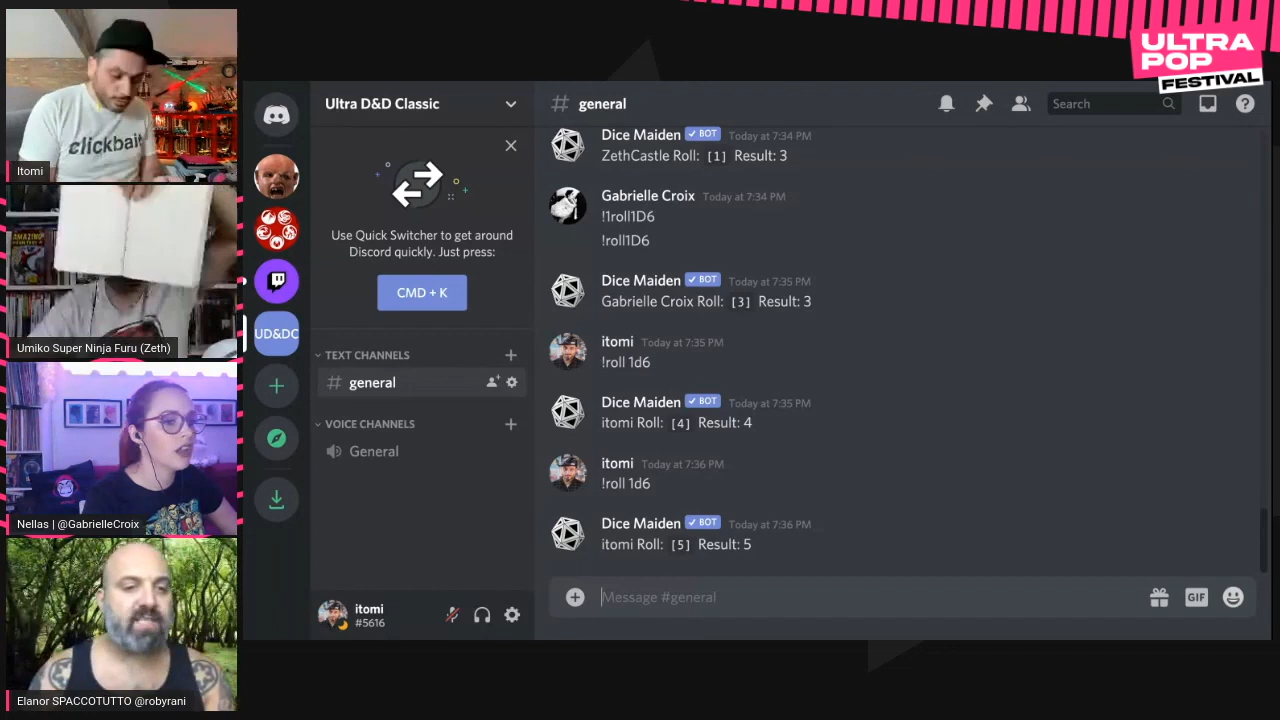 clickbait
Itomi
AMAZING
Umiko Super Ninja Furu (Zeth)
Nellas | @GabrielleCroix
Elanor SPACCOTUTTO @robyrani
ULTRA
POP
FESTIVAL
UD&DC
Ultra D&D Classic
Use Quick Switcher to get around
Discord quickly. Just press:
CMD + K
TEXT CHANNELS
# general
VOICE CHANNELS
General
itomi
#5616
# general
Search
Dice Maiden ✓ BOT Today at 7:34 PM
ZethCastle Roll: [1] Result: 3
Gabrielle Croix Today at 7:34 PM
!1roll1D6
!roll1D6
Dice Maiden ✓ BOT Today at 7:35 PM
Gabrielle Croix Roll: [3] Result: 3
itomi Today at 7:35 PM
!roll 1d6
Dice Maiden ✓ BOT Today at 7:35 PM
itomi Roll: [4] Result: 4
itomi Today at 7:36 PM
!roll 1d6
Dice Maiden ✓ BOT Today at 7:36 PM
itomi Roll: [5] Result: 5
Message #general
GIF